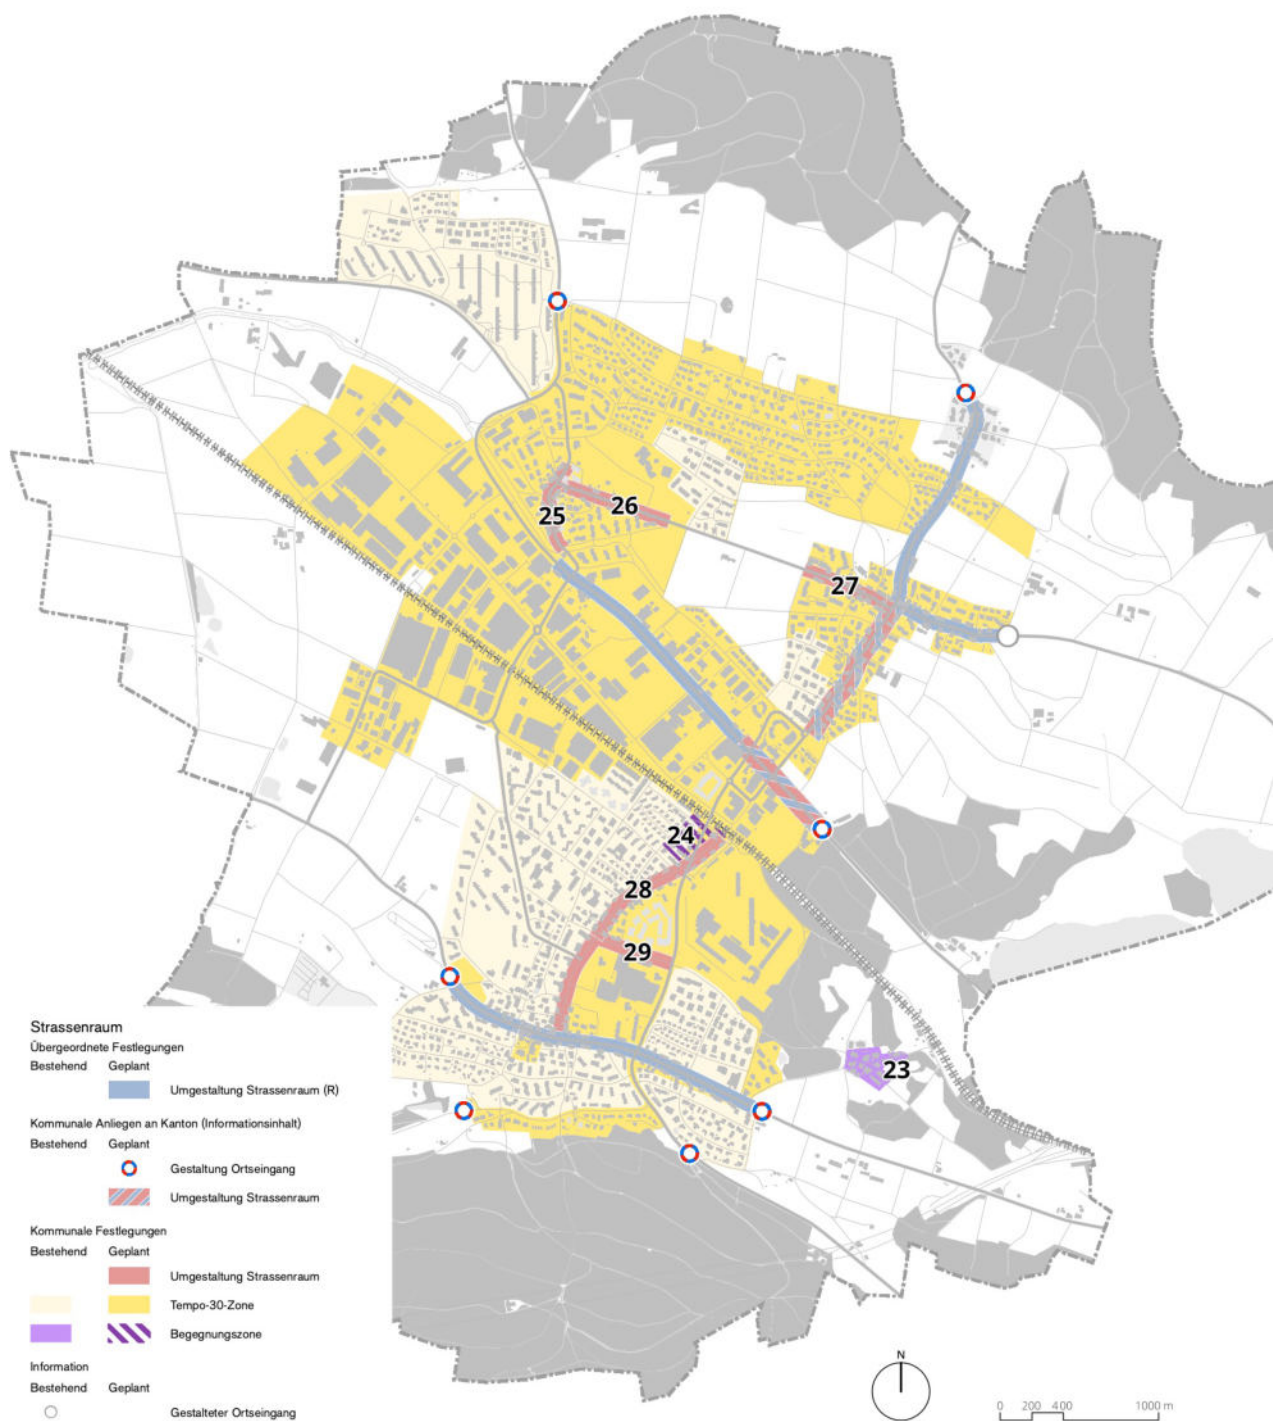 26
25
27
24
28
29
23
Strassenraum
Übergeordnete Festlegungen
Bestehend Geplant
Umgestaltung Strassenraum (R)
Kommunale Anliegen an Kanton (Informationsinhalt)
Bestehend Geplant
Gestaltung Ortseingang
Umgestaltung Strassenraum
Kommunale Festlegungen
Bestehend Geplant
Umgestaltung Strassenraum
Tempo-30-Zone
Begegnungszone
Information
Bestehend Geplant
Gestalteter Ortseingang
N
0 200 400 1000 m